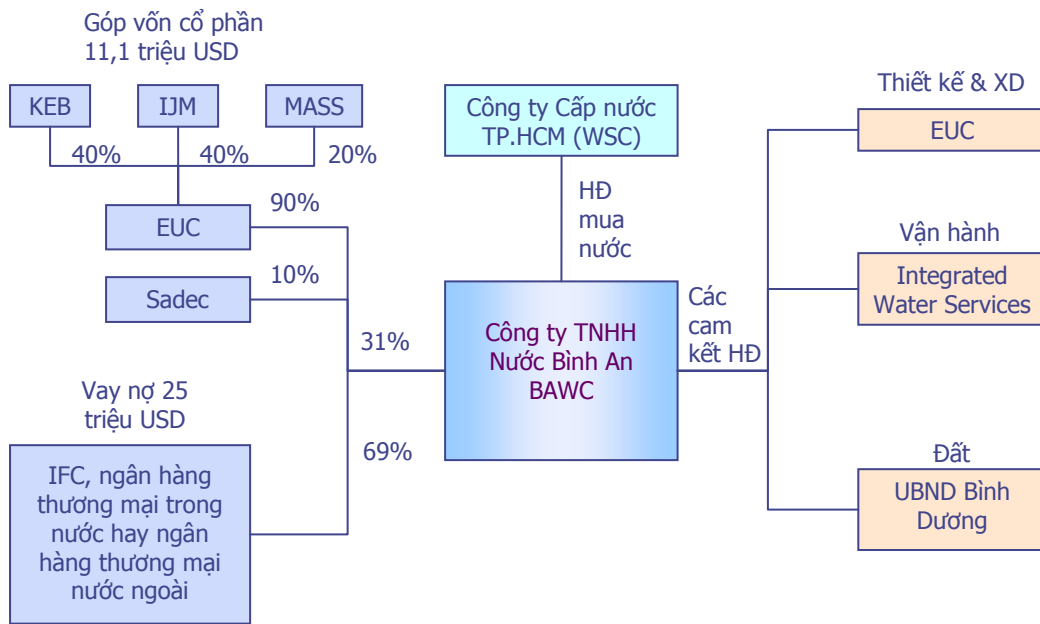 Góp vốn cổ phần
11,1 triệu USD
KEB
IJM
MASS
40%
40%
20%
EUC
90%
Sadec
10%
31%
Vay nợ 25
triệu USD
69%
IFC, ngân hàng
thương mại trong
nước hay ngân
hàng thương mại
nước ngoài
Công ty Cấp nước
TP.HCM (WSC)
HĐ
mua
nước
Công ty TNHH
Nước Bình An
BAWC
Các
cam
kết HĐ
Thiết kế & XD
EUC
Vận hành
Integrated
Water Services
Đất
UBND Bình
Dương